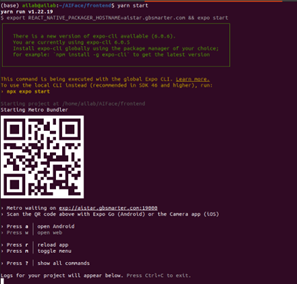 (base) ailab@ailab:~/AIFace/frontend$ yarn start
yarn run v1.22.19
$ export REACT_NATIVE_PACKAGER_HOSTNAME=aistar.gbsmarter.com && expo start
There is a new version of expo-cli available (6.0.6).
You are currently using expo-cli 6.0.5
Install expo-cli globally using the package manager of your choice;
for example: `npm install -g expo-cli` to get the latest version
This command is being executed with the global Expo CLI. Learn more.
To use the local CLI instead (recommended in SDK 46 and higher), run:
› npx expo start
Starting project at /home/ailab/AIFace/frontend
Starting Metro Bundler
› Metro waiting on exp://aistar.gbsmarter.com:19000
› Scan the QR code above with Expo Go (Android) or the Camera app (iOS)
› Press a │ open Android
› Press w │ open web
› Press r │ reload app
› Press m │ toggle menu
› Press ? │ show all commands
Logs for your project will appear below. Press Ctrl+C to exit.